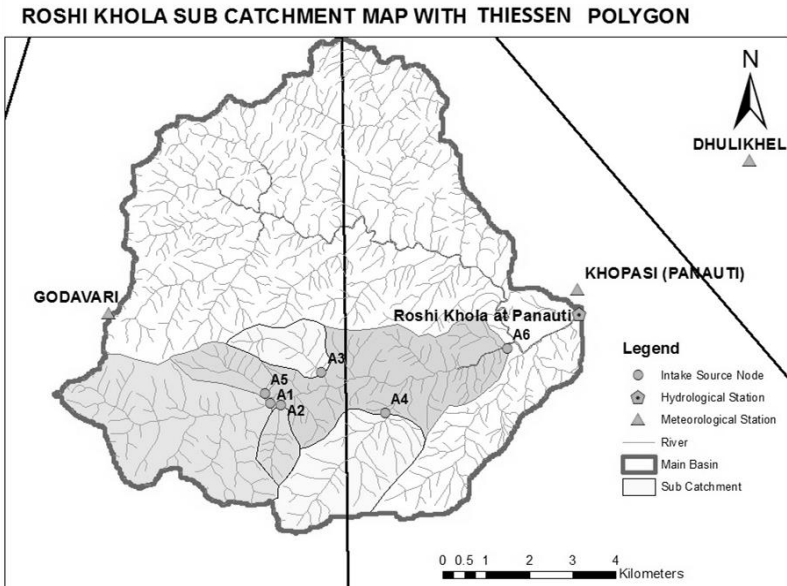 ROSHI KHOLA SUB CATCHMENT MAP WITH THIESSEN POLYGON
N
DHULIKHEL
KHOPASI (PANAUTI)
GODAVARI
Roshi Khola at Panauti
A6
A3
A5
A1
A2
A4
Legend
Intake Source Node
Hydrological Station
Meteorological Station
River
Main Basin
Sub Catchment
0 0.5 1 2 3 4
Kilometers